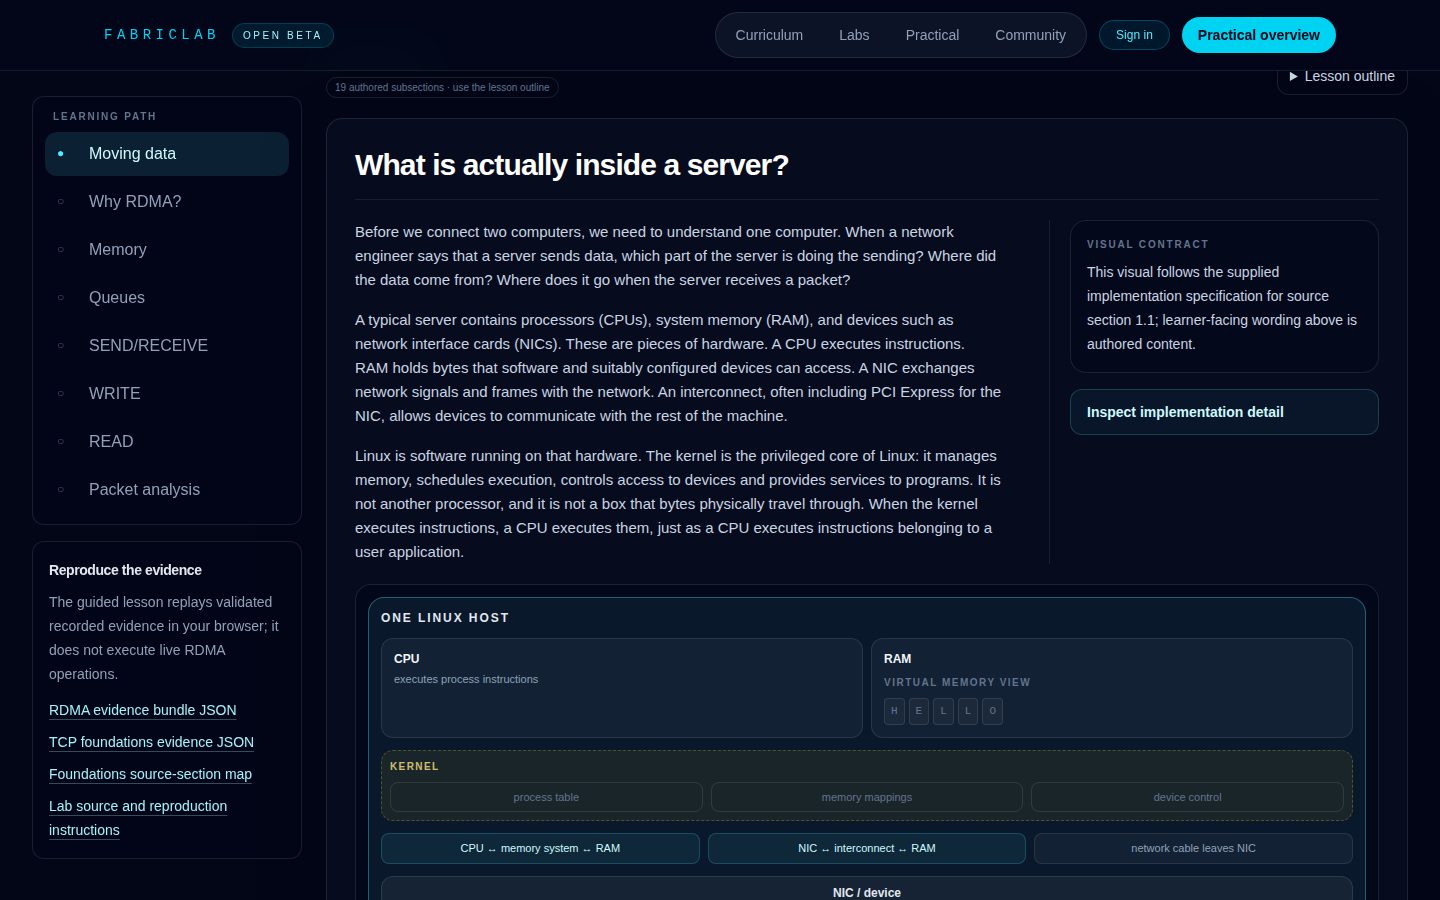 FABRICLAB
OPEN BETA
Curriculum
Labs
Practical
Community
Sign in
Practical overview
19 authored subsections · use the lesson outline
▶ Lesson outline
LEARNING PATH
Moving data
Why RDMA?
Memory
Queues
SEND/RECEIVE
WRITE
READ
Packet analysis
Reproduce the evidence
The guided lesson replays validated
recorded evidence in your browser; it
does not execute live RDMA
operations.
RDMA evidence bundle JSON
TCP foundations evidence JSON
Foundations source-section map
Lab source and reproduction
instructions
What is actually inside a server?
Before we connect two computers, we need to understand one computer. When a network
engineer says that a server sends data, which part of the server is doing the sending? Where did
the data come from? Where does it go when the server receives a packet?
A typical server contains processors (CPUs), system memory (RAM), and devices such as
network interface cards (NICs). These are pieces of hardware. A CPU executes instructions.
RAM holds bytes that software and suitably configured devices can access. A NIC exchanges
network signals and frames with the network. An interconnect, often including PCI Express for the
NIC, allows devices to communicate with the rest of the machine.
Linux is software running on that hardware. The kernel is the privileged core of Linux: it manages
memory, schedules execution, controls access to devices and provides services to programs. It is
not another processor, and it is not a box that bytes physically travel through. When the kernel
executes instructions, a CPU executes them, just as a CPU executes instructions belonging to a
user application.
VISUAL CONTRACT
This visual follows the supplied
implementation specification for source
section 1.1; learner-facing wording above is
authored content.
Inspect implementation detail
ONE LINUX HOST
CPU
executes process instructions
RAM
VIRTUAL MEMORY VIEW
H E L L O
KERNEL
process table
memory mappings
device control
CPU ↔ memory system ↔ RAM
NIC ↔ interconnect ↔ RAM
network cable leaves NIC
NIC / device